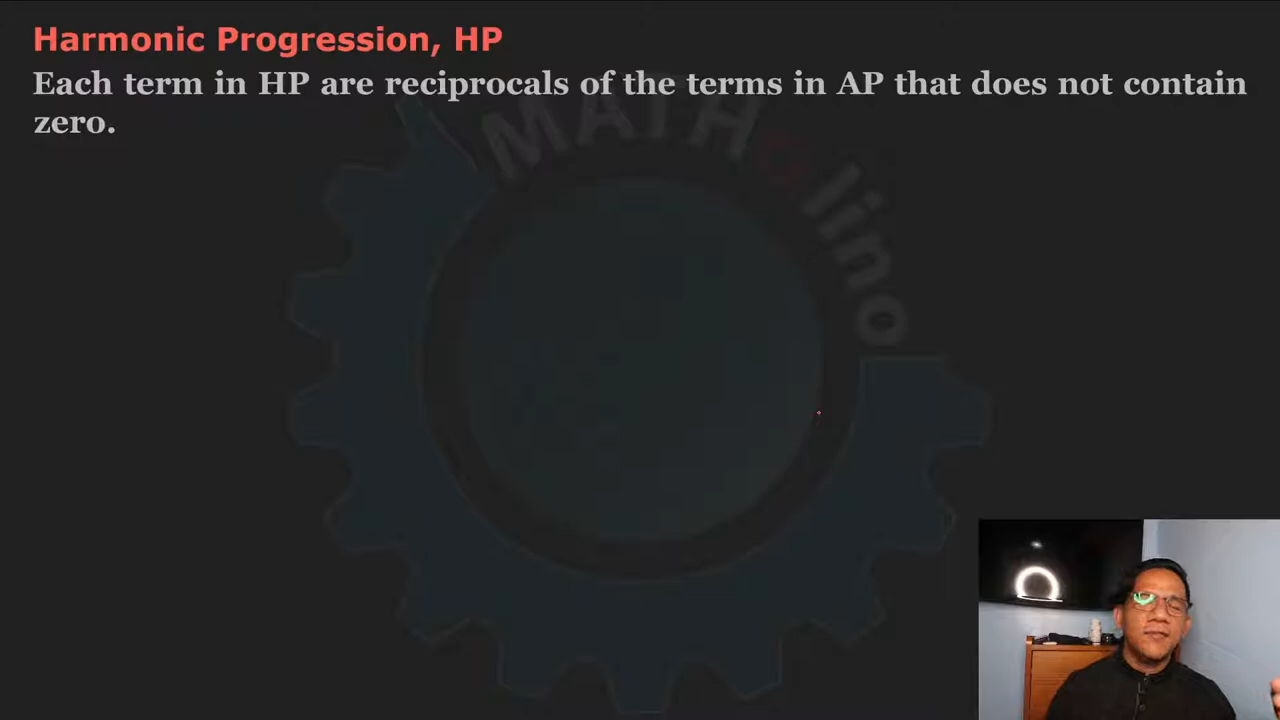 Harmonic Progression, HP
Each term in HP are reciprocals of the terms in AP that does not contain
zero.
MATHalino